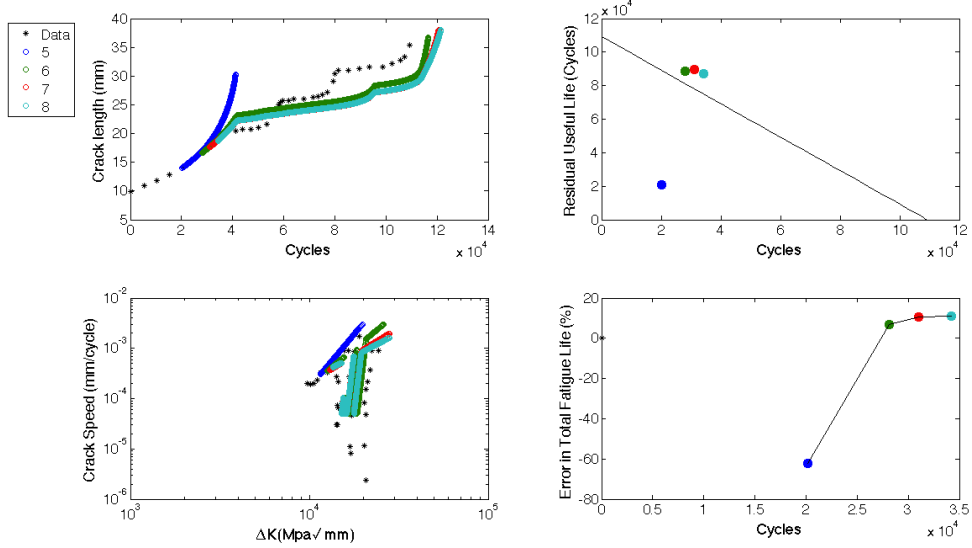 Data
5
6
7
8
40
35
30
25
20
15
10
5
Crack length (mm)
0 2 4 6 8 10 12 14
Cycles
x 10^4
x 10^4
12
10
8
6
4
2
0
Residual Useful Life (Cycles)
0 2 4 6 8 10 12
Cycles
x 10^4
10^-2
10^-3
10^-4
10^-5
10^-6
Crack Speed (mm/cycle)
10^3 10^4 10^5
ΔK(Mpa√ mm)
20
0
-20
-40
-60
-80
Error in Total Fatigue Life (%)
0 0.5 1 1.5 2 2.5 3 3.5
Cycles
x 10^4